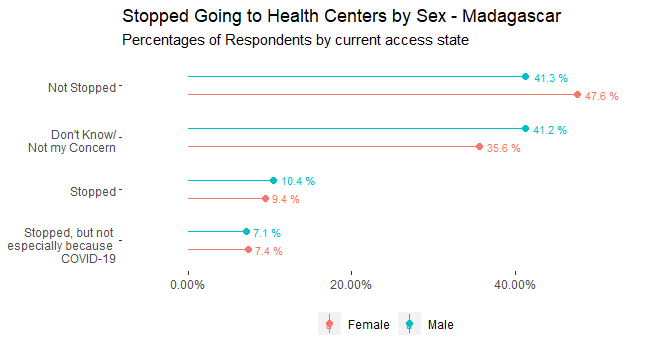 Stopped Going to Health Centers by Sex - Madagascar
Percentages of Respondents by current access state
Not Stopped
41.3 %
47.6 %
Don't Know/
Not my Concern
41.2 %
35.6 %
Stopped
10.4 %
9.4 %
Stopped, but not
especially because
COVID-19
7.1 %
7.4 %
0.00%
20.00%
40.00%
Female
Male